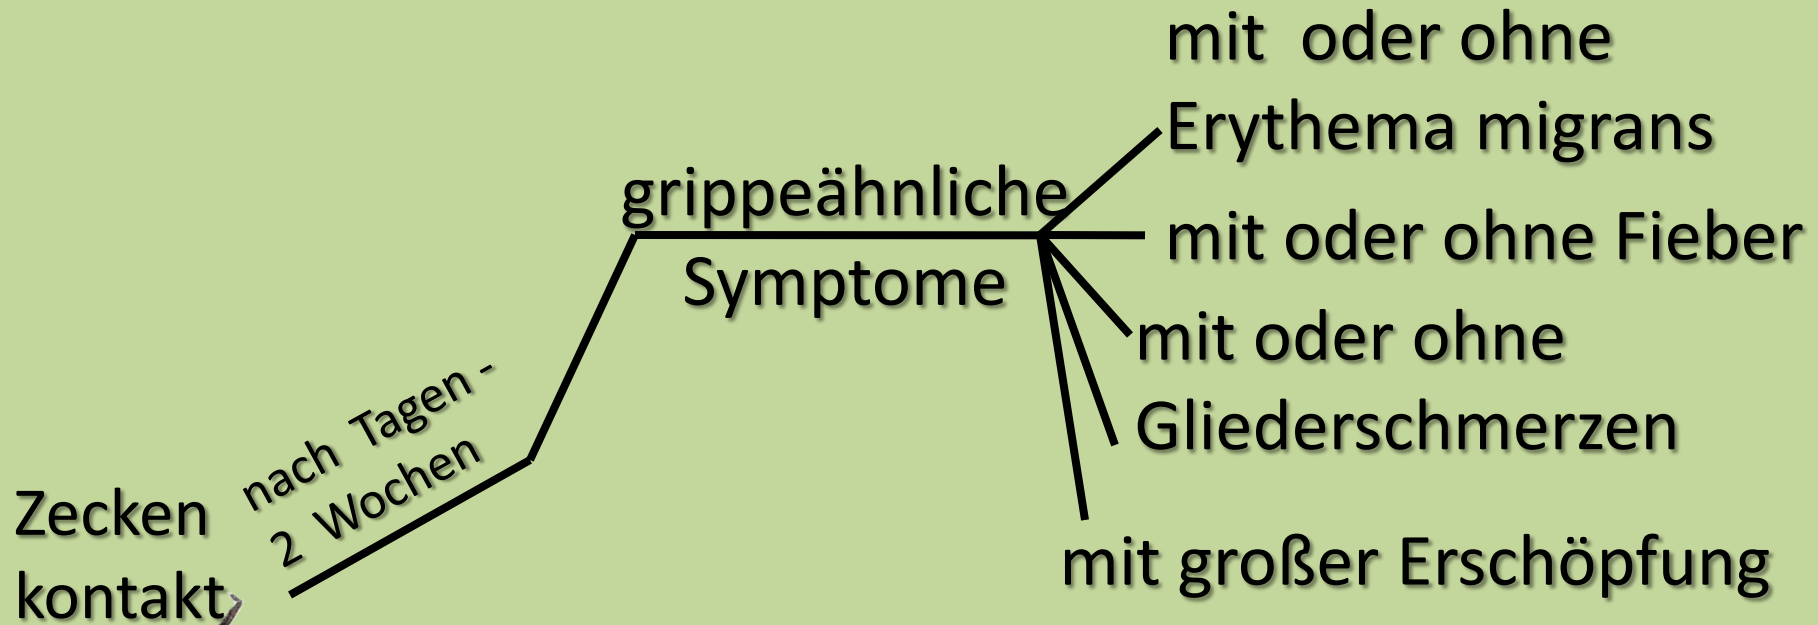 mit oder ohne
Erythema migrans
grippeähnliche
Symptome
mit oder ohne Fieber
mit oder ohne
Gliederschmerzen
nach Tagen -
2 Wochen
Zecken
kontakt
mit großer Erschöpfung